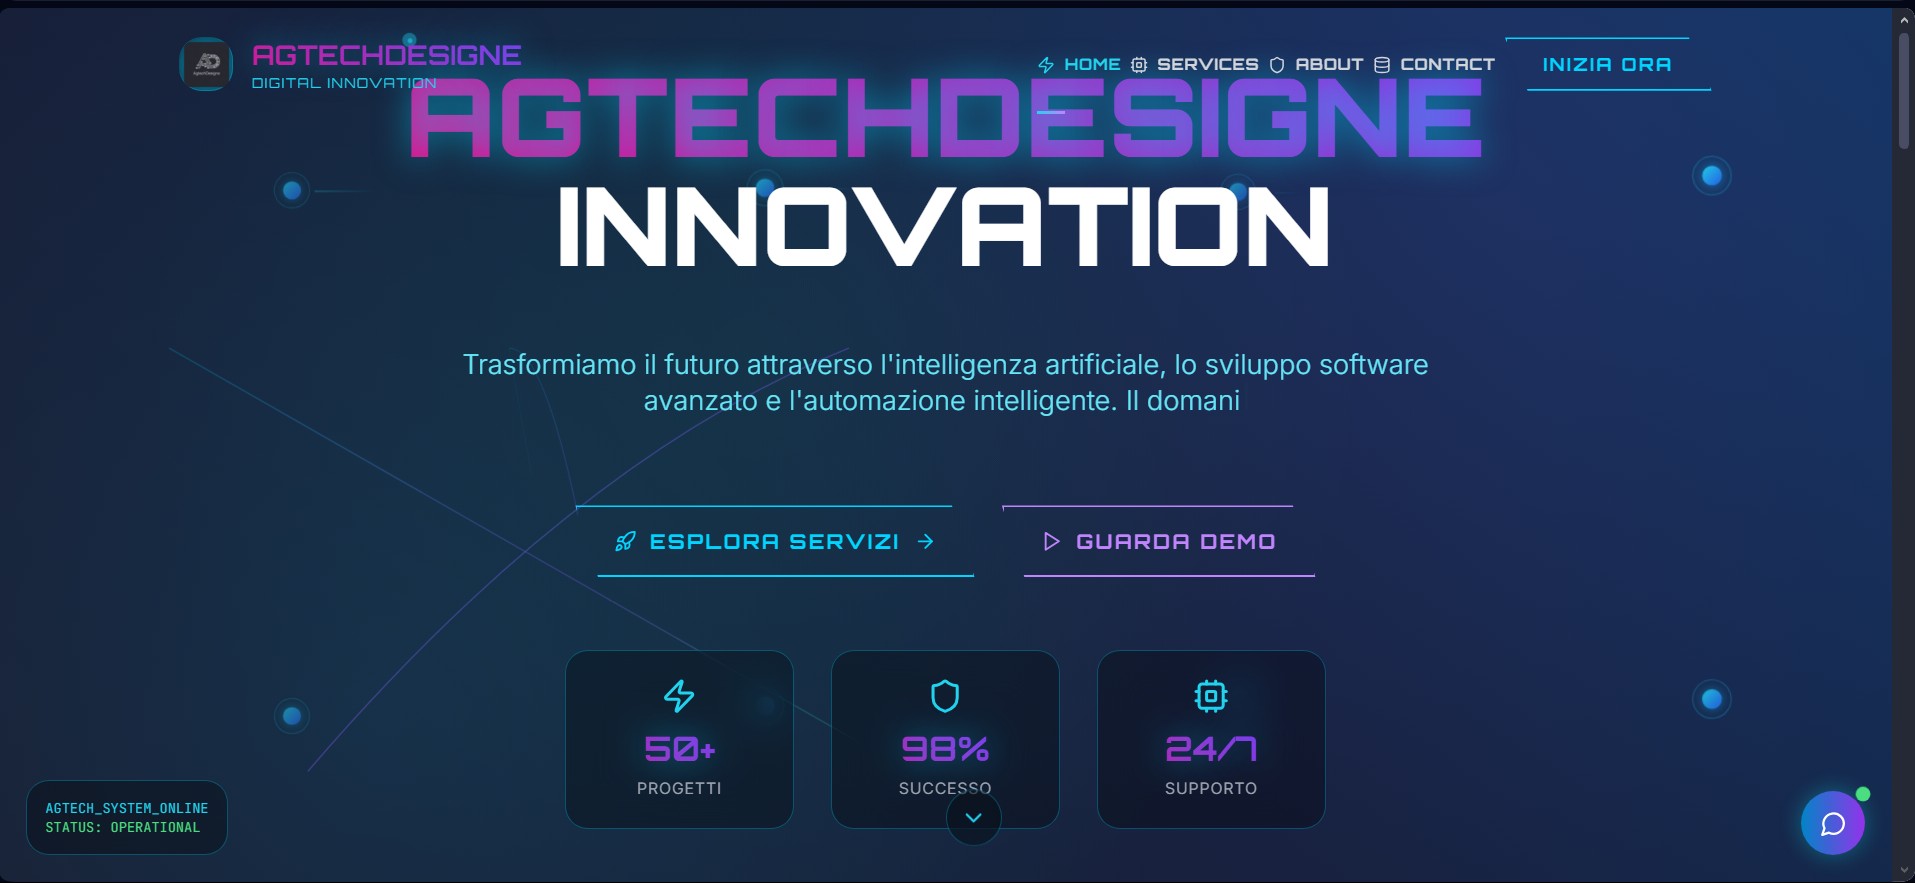 AGTECHDESIGNE
DIGITAL INNOVATION
HOME SERVICES ABOUT CONTACT INIZIA ORA
AGTECHDESIGNE
INNOVATION
Trasformiamo il futuro attraverso l'intelligenza artificiale, lo sviluppo software
avanzato e l'automazione intelligente. Il domani
ESPLORA SERVIZI
GUARDA DEMO
50+
PROGETTI
98%
SUCCESSO
24/7
SUPPORTO
AGTECH_SYSTEM_ONLINE
STATUS: OPERATIONAL